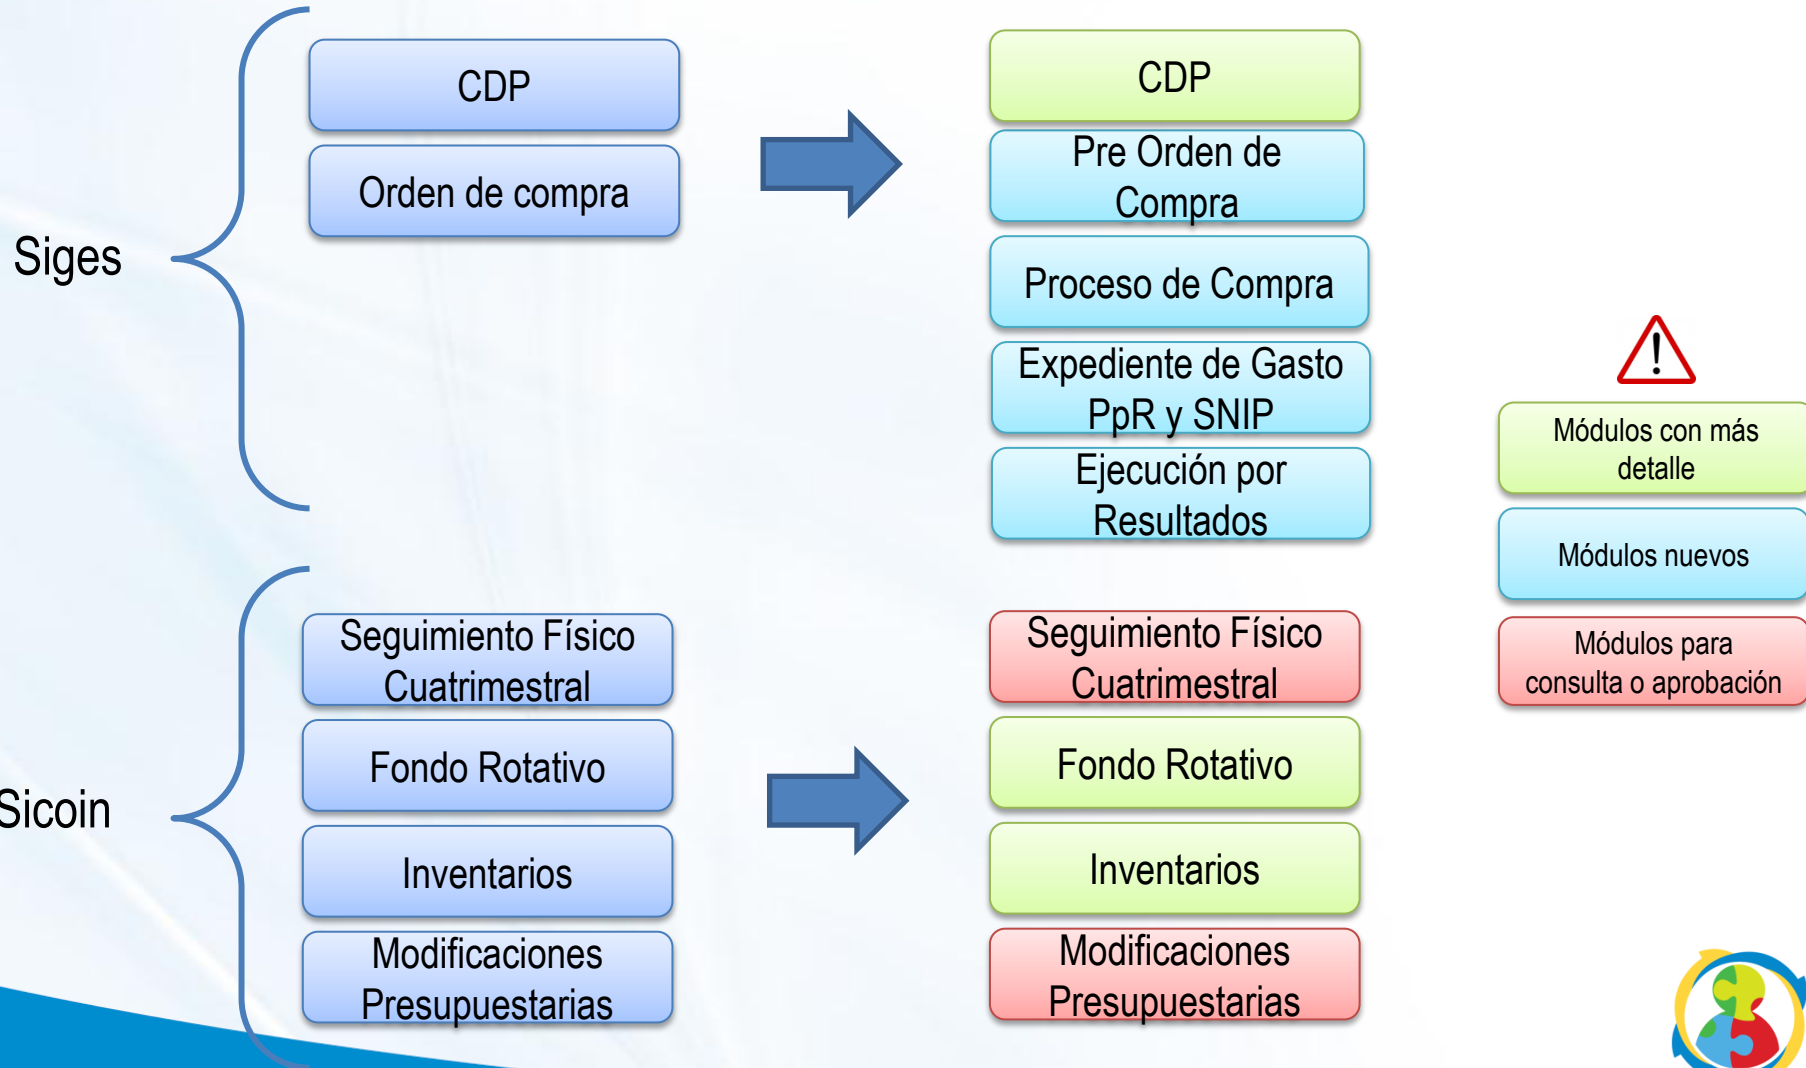 Siges
CDP
Orden de compra
CDP
Pre Orden de
Compra
Proceso de Compra
Expediente de Gasto
PpR y SNIP
Ejecución por
Resultados
Sicoin
Seguimiento Físico
Cuatrimestral
Fondo Rotativo
Inventarios
Modificaciones
Presupuestarias
Seguimiento Físico
Cuatrimestral
Fondo Rotativo
Inventarios
Modificaciones
Presupuestarias
!
Módulos con más
detalle
Módulos nuevos
Módulos para
consulta o aprobación